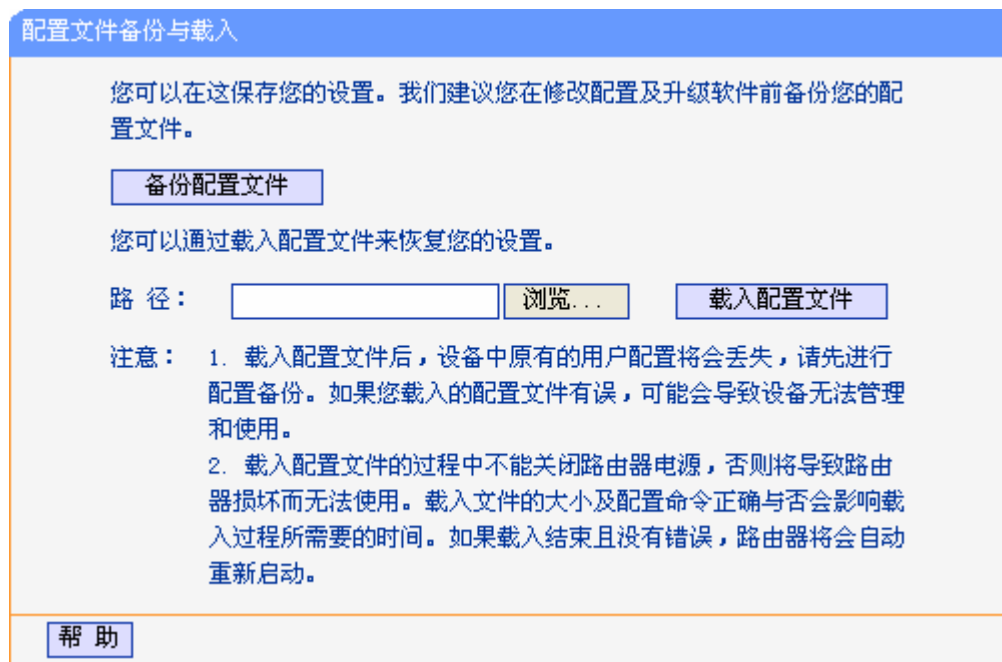 配置文件备份与载入
您可以在这保存您的设置。我们建议您在修改配置及升级软件前备份您的配
置文件。
备份配置文件
您可以通过载入配置文件来恢复您的设置。
路 径： 浏览... 载入配置文件
注意： 1. 载入配置文件后，设备中原有的用户配置将会丢失，请先进行
配置备份。如果您载入的配置文件有误，可能会导致设备无法管理
和使用。
2. 载入配置文件的过程中不能关闭路由器电源，否则将导致路由
器损坏而无法使用。载入文件的大小及配置命令正确与否会影响载
入过程所需要的时间。如果载入结束且没有错误，路由器将会自动
重新启动。
帮 助